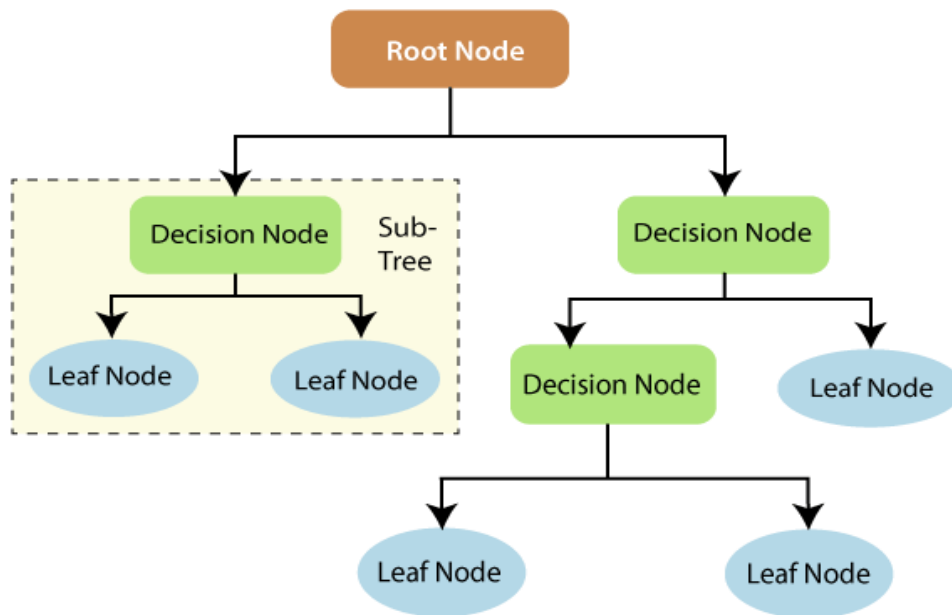 Root Node
Decision Node
Sub-
Tree
Decision Node
Leaf Node
Leaf Node
Decision Node
Leaf Node
Leaf Node
Leaf Node